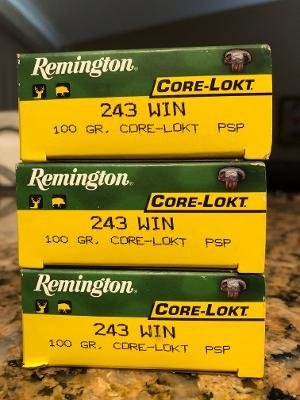 Remington
CORE-LOKT
243 WIN
100 GR. CORE-LOKT PSP
Remington
CORE-LOKT
243 WIN
100 GR. CORE-LOKT PSP
Remington
CORE-LOKT
243 WIN
100 GR. CORE-LOKT PSP